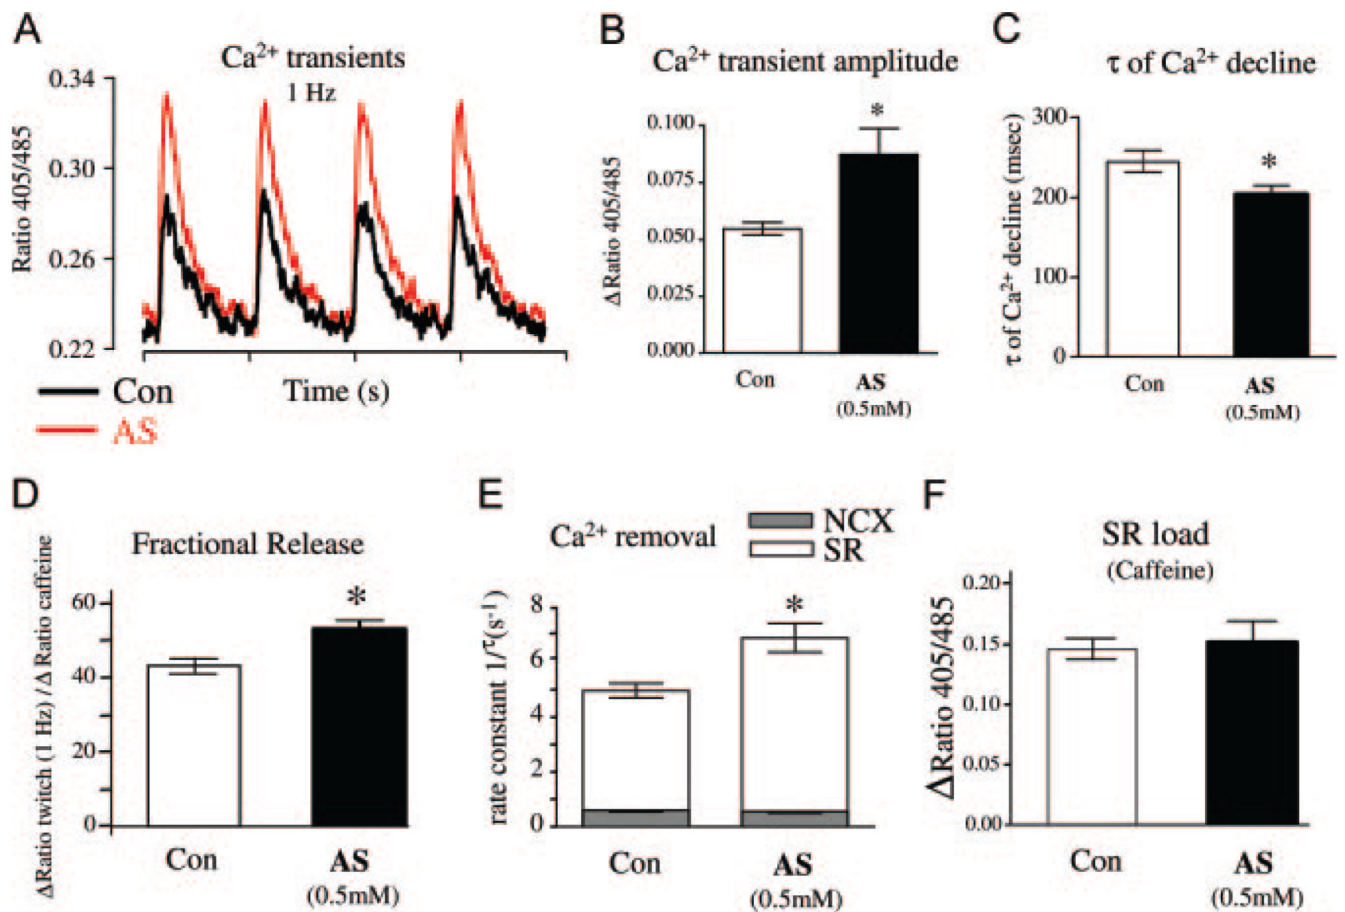 A
Ca²⁺ transients
1 Hz
0.34
0.30
0.26
0.22
Ratio 405/485
Time (s)
Con
AS
B
Ca²⁺ transient amplitude
*
0.100
0.075
0.050
0.025
0.000
ΔRatio 405/485
Con
AS
(0.5mM)
C
τ of Ca²⁺ decline
*
300
200
100
0
τ of Ca²⁺ decline (msec)
Con
AS
(0.5mM)
D
Fractional Release
*
60
40
20
0
ΔRatio twitch (1 Hz) / Δ Ratio caffeine
Con
AS
(0.5mM)
E
Ca²⁺ removal
NCX
SR
*
8
6
4
2
0
rate constant 1/τ(s⁻¹)
Con
AS
(0.5mM)
F
SR load
(Caffeine)
0.20
0.15
0.10
0.05
0.00
ΔRatio 405/485
Con
AS
(0.5mM)